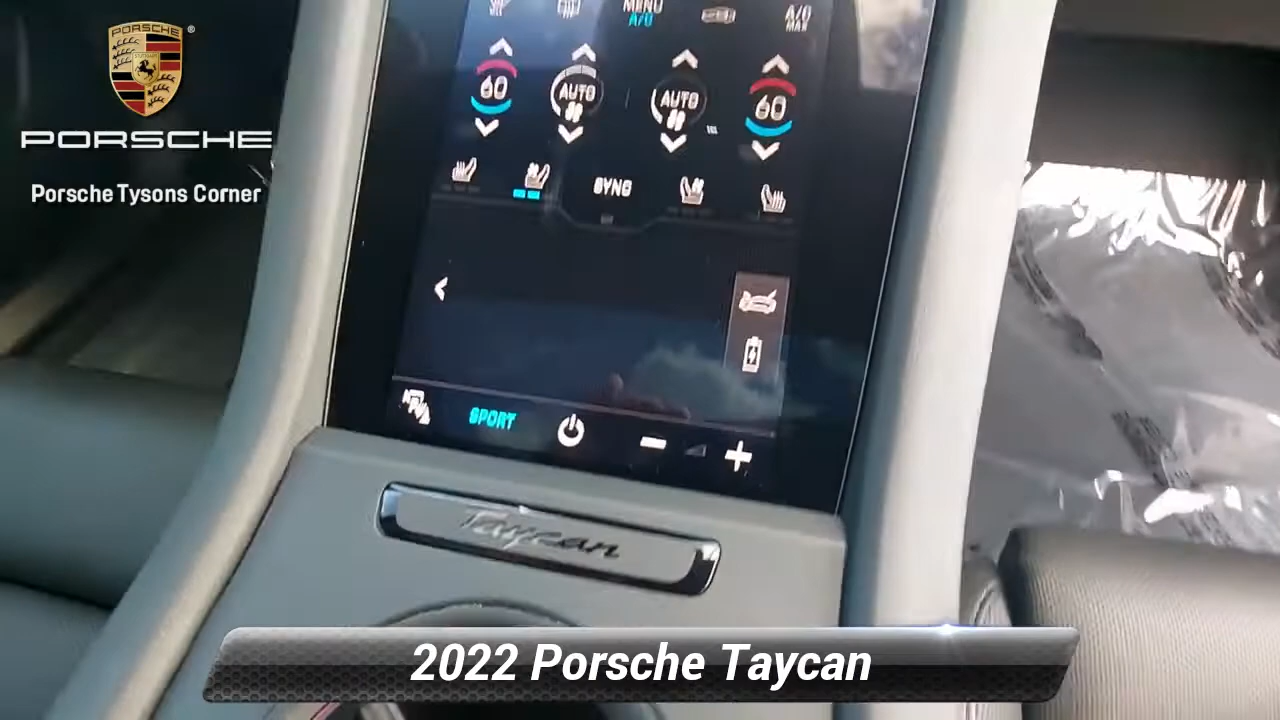 PORSCHE
PORSCHE
Porsche Tysons Corner
MENU
A/C
A/C
MAX
60 AUTO AUTO 60
SYNC
SPORT
Taycan
2022 Porsche Taycan